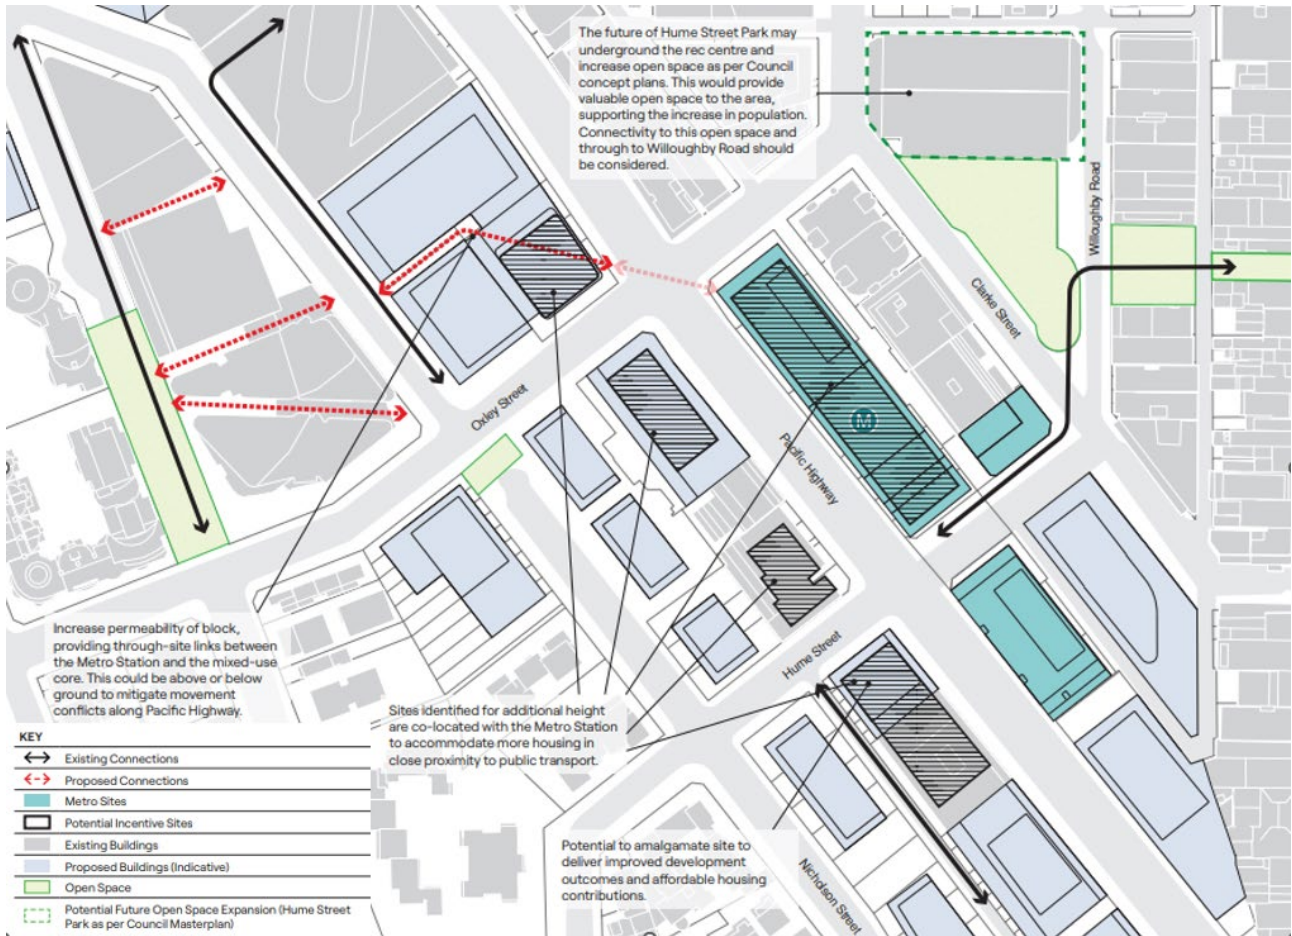 The future of Hume Street Park may
underground the rec centre and
increase open space as per Council
concept plans. This would provide
valuable open space to the area,
supporting the increase in population.
Connectivity to this open space and
through to Willoughby Road should
be considered.
Willoughby Road
Clarke Street
Oxley Street
Pacific Highway
M
Hume Street
Nicholson Street
Increase permeability of block,
providing through-site links between
the Metro Station and the mixed-use
core. This could be above or below
ground to mitigate movement
conflicts along Pacific Highway.
Sites identified for additional height
are co-located with the Metro Station
to accommodate more housing in
close proximity to public transport.
Potential to amalgamate site to
deliver improved development
outcomes and affordable housing
contributions.
KEY
Existing Connections
Proposed Connections
Metro Sites
Potential Incentive Sites
Existing Buildings
Proposed Buildings (Indicative)
Open Space
Potential Future Open Space Expansion (Hume Street
Park as per Council Masterplan)